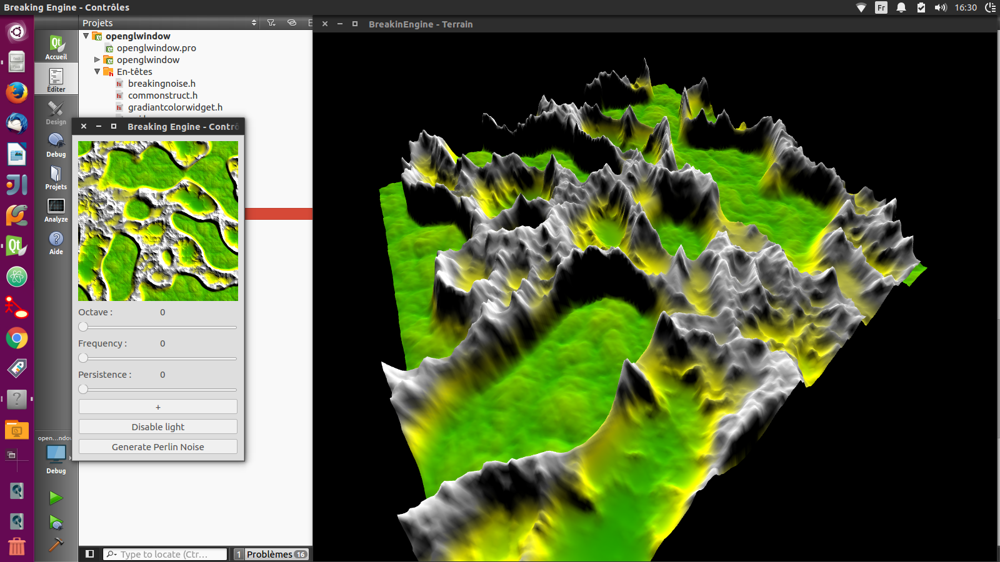 Breaking Engine - Contrôles
Fr
16:30
Projets
BreakinEngine - Terrain
Qt
Accueil
Éditer
Design
Debug
Projets
Analyze
Aide
openglwindow
openglwindow.pro
openglwindow
En-têtes
breakingnoise.h
commonstruct.h
gradiantcolorwidget.h
Breaking Engine - Contrô
Octave :
0
Frequency :
0
Persistence :
0
+
Disable light
Generate Perlin Noise
open...ndow
Debug
Type to locate (Ctr...
1
Problèmes
16